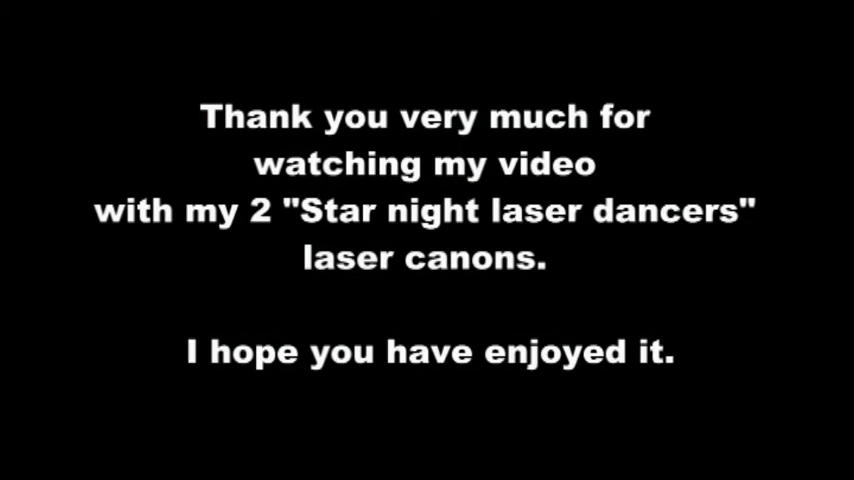 Thank you very much for
watching my video
with my 2 "Star night laser dancers"
laser canons.
I hope you have enjoyed it.